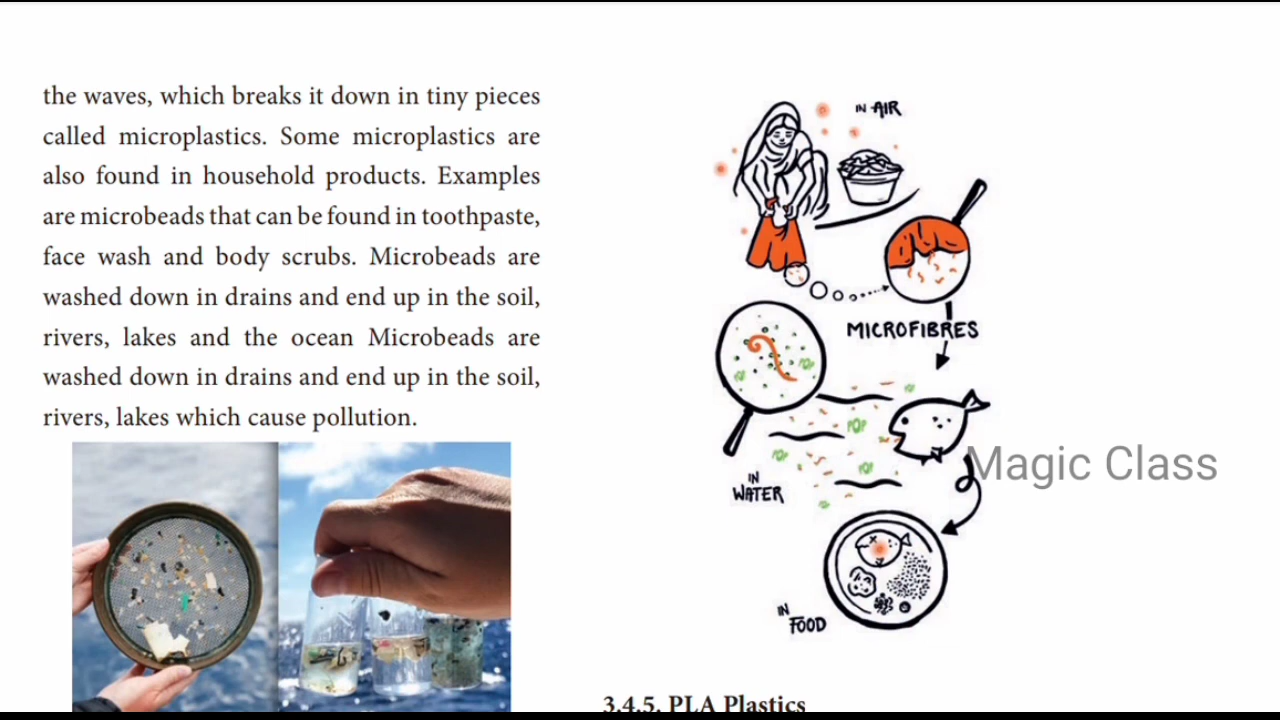 the waves, which breaks it down in tiny pieces
called microplastics. Some microplastics are
also found in household products. Examples
are microbeads that can be found in toothpaste,
face wash and body scrubs. Microbeads are
washed down in drains and end up in the soil,
rivers, lakes and the ocean Microbeads are
washed down in drains and end up in the soil,
rivers, lakes which cause pollution.
IN AIR
MICROFIBRES
IN
WATER
Magic Class
IN
FOOD
3.4.5. PLA Plastics